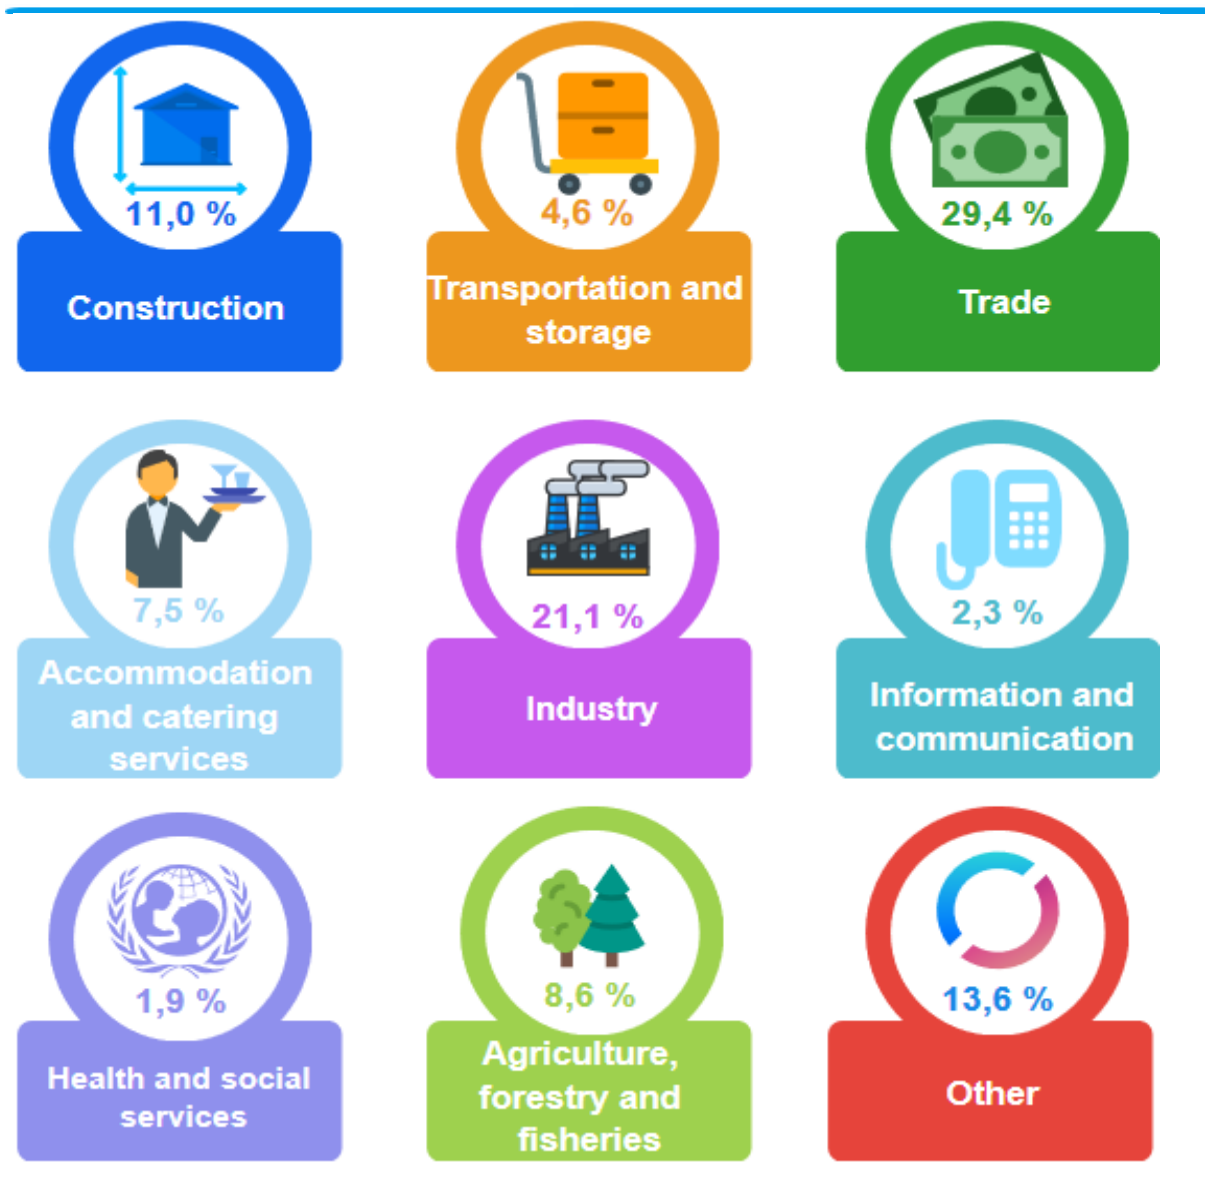 11,0 %
Construction
4,6 %
Transportation and
storage
29,4 %
Trade
7,5 %
Accommodation
and catering
services
21,1 %
Industry
2,3 %
Information and
communication
1,9 %
Health and social
services
8,6 %
Agriculture,
forestry and
fisheries
13,6 %
Other